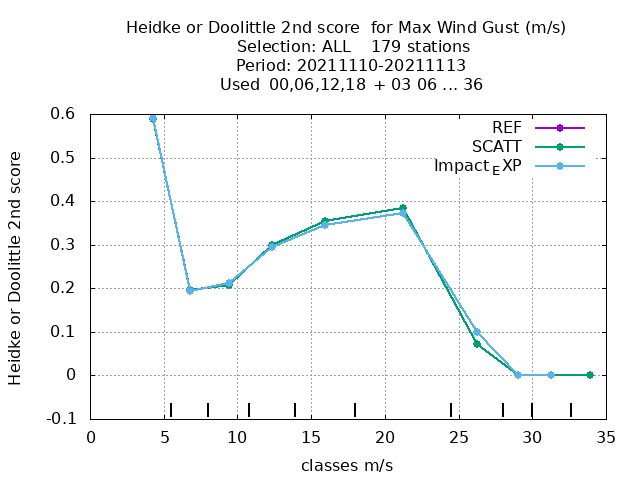 Heidke or Doolittle 2nd score  for Max Wind Gust (m/s)
Selection: ALL    179 stations
Period: 20211110-20211113
Used  00,06,12,18  + 03 06 ... 36
REF
SCATT
Impact_EXP
Heidke or Doolittle 2nd score
0.6
0.5
0.4
0.3
0.2
0.1
0
-0.1
0 5 10 15 20 25 30 35
classes m/s